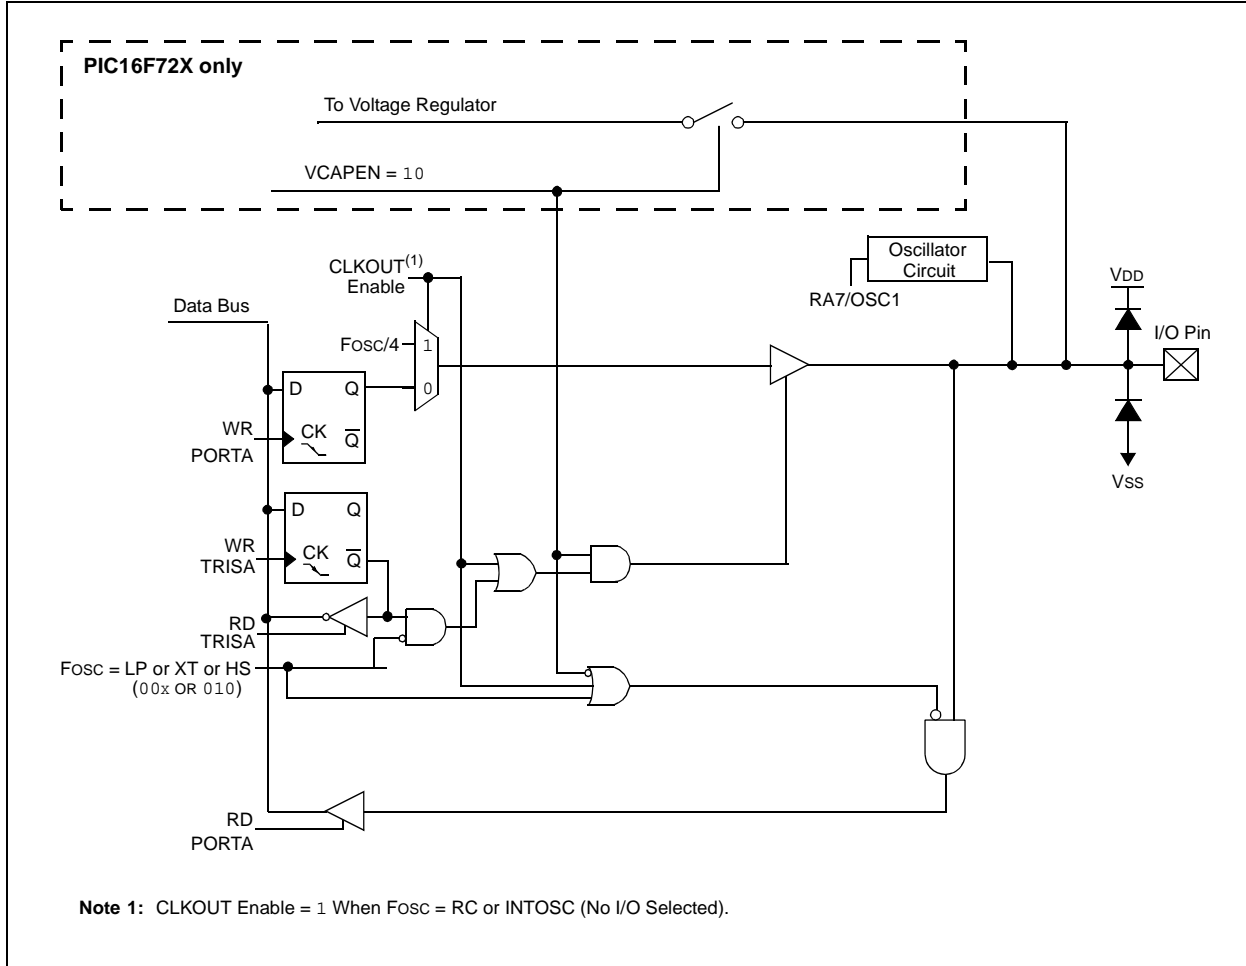 PIC16F72X only
To Voltage Regulator
VCAPEN = 10
CLKOUT(1)
Enable
Oscillator
Circuit
RA7/OSC1
VDD
I/O Pin
VSS
Data Bus
FOSC/4
1
0
D Q
CK Q
WR
PORTA
D Q
CK Q
WR
TRISA
RD
TRISA
FOSC = LP or XT or HS
(00x OR 010)
RD
PORTA
Note 1: CLKOUT Enable = 1 When FOSC = RC or INTOSC (No I/O Selected).